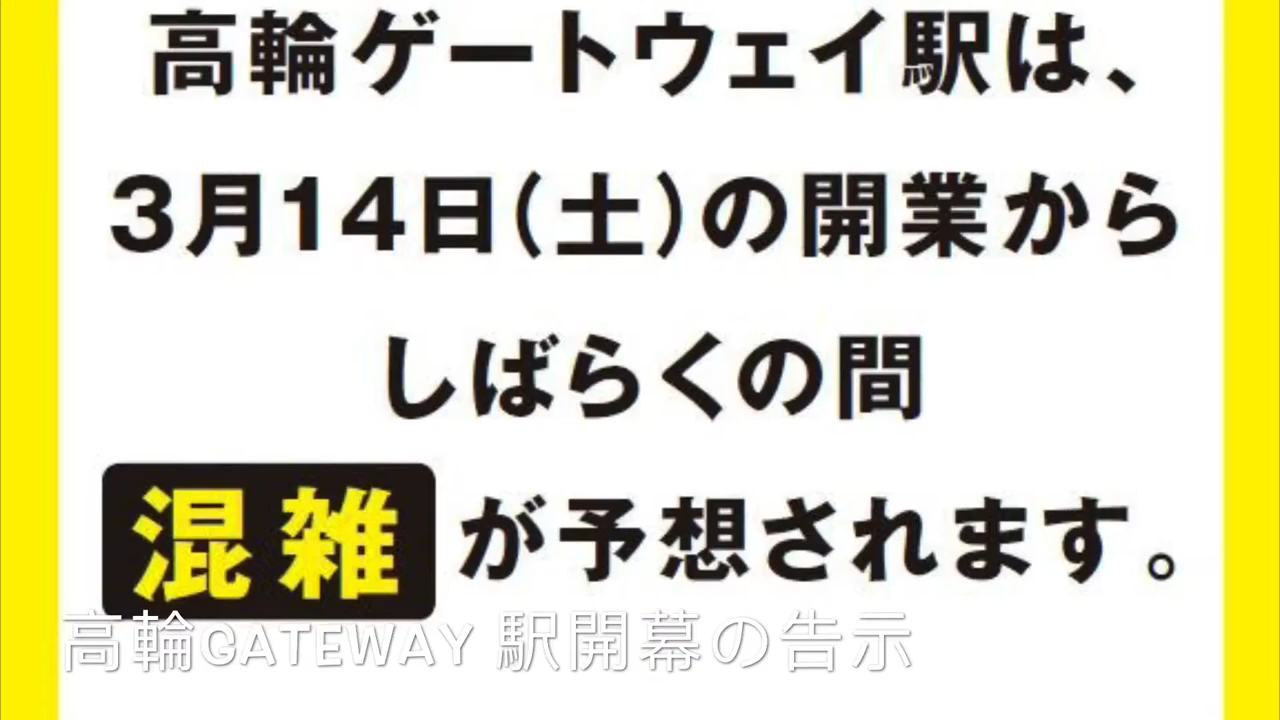 高輪ゲートウェイ駅は、
3月14日(土)の開業から
しばらくの間
混雑が予想されます。
高輪GATEWAY 駅開幕の告示